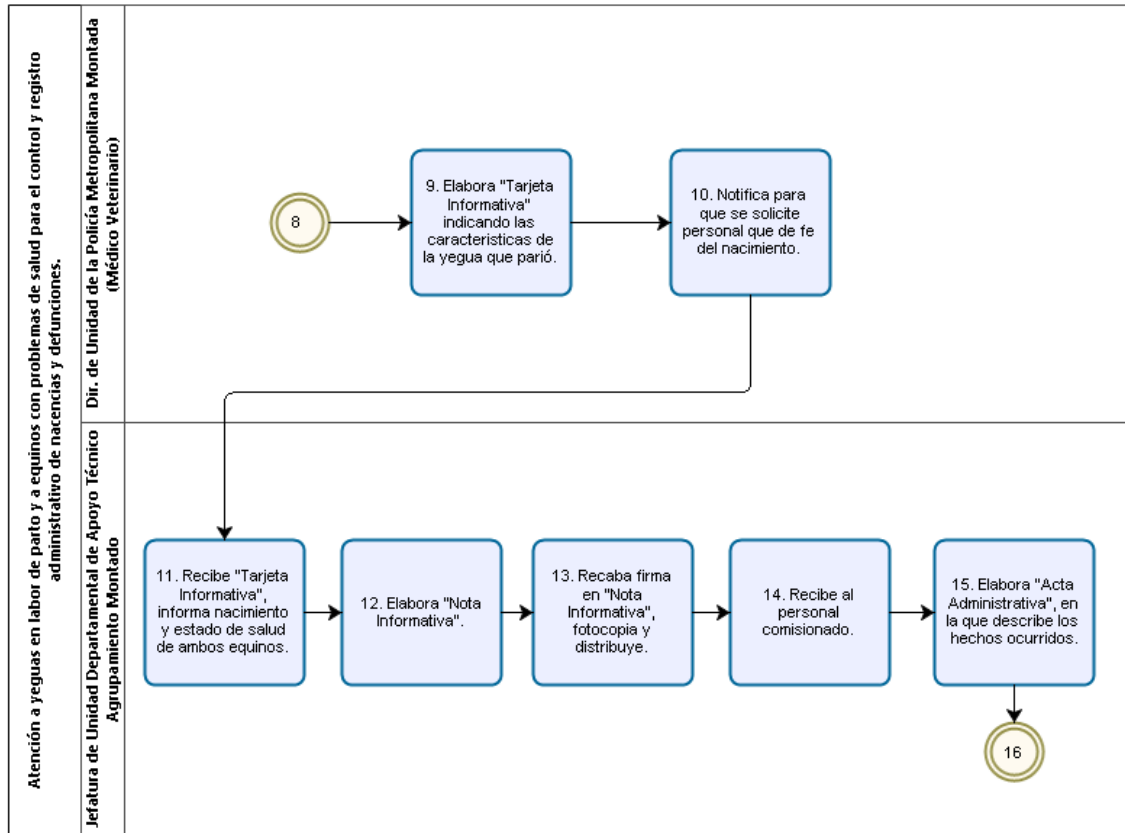 Atención a yeguas en labor de parto y a equinos con problemas de salud para el control y registro
administrativo de nacencias y defunciones.
Dir. de Unidad de la Policía Metropolitana Montada
(Médico Veterinario)
8
9. Elabora "Tarjeta
Informativa"
indicando las
caracteristicas de
la yegua que parió.
10. Notifica para
que se solicite
personal que de fe
del nacimiento.
Jefatura de Unidad Departamental de Apoyo Técnico
Agrupamiento Montado
11. Recibe "Tarjeta
Informativa",
informa nacimiento
y estado de salud
de ambos equinos.
12. Elabora "Nota
Informativa".
13. Recaba firma
en "Nota
Informativa",
fotocopia y
distribuye.
14. Recibe al
personal
comisionado.
15. Elabora "Acta
Administrativa", en
la que describe los
hechos ocurridos.
16